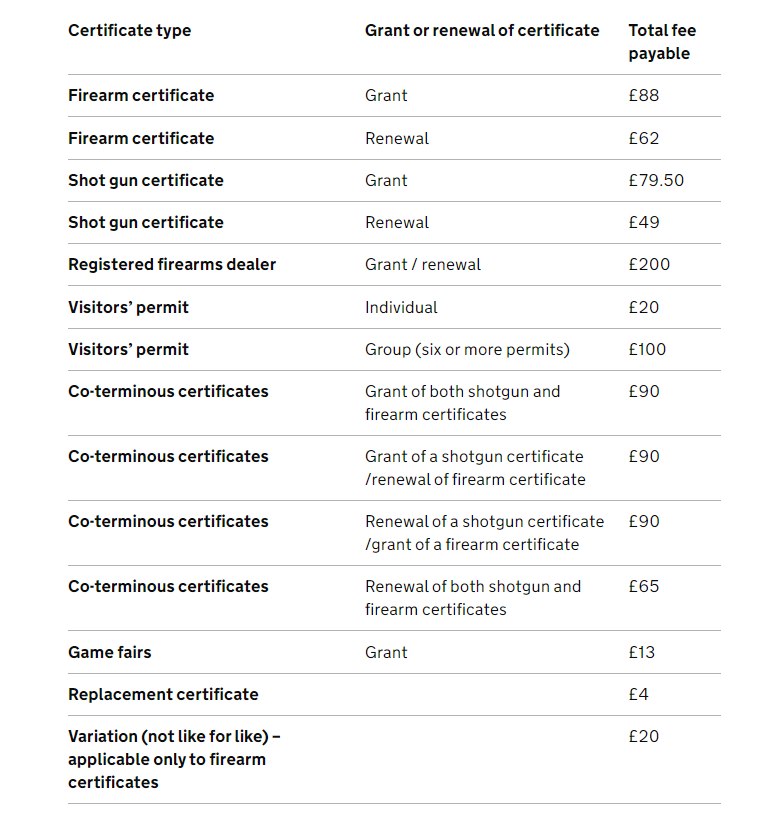 Certificate type Grant or renewal of certificate Total fee
payable
Firearm certificate Grant £88
Firearm certificate Renewal £62
Shot gun certificate Grant £79.50
Shot gun certificate Renewal £49
Registered firearms dealer Grant / renewal £200
Visitors’ permit Individual £20
Visitors’ permit Group (six or more permits) £100
Co-terminous certificates Grant of both shotgun and £90
firearm certificates
Co-terminous certificates Grant of a shotgun certificate £90
/renewal of firearm certificate
Co-terminous certificates Renewal of a shotgun certificate £90
/grant of a firearm certificate
Co-terminous certificates Renewal of both shotgun and £65
firearm certificates
Game fairs Grant £13
Replacement certificate £4
Variation (not like for like) – £20
applicable only to firearm
certificates